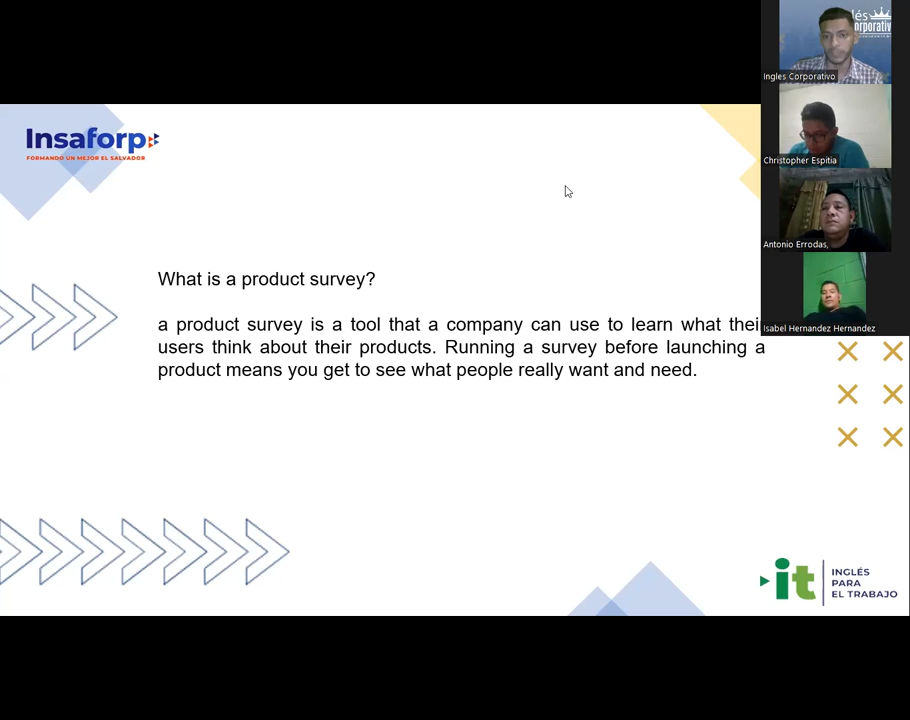 Insaforp
FORMANDO UN MEJOR EL SALVADOR
What is a product survey?
a product survey is a tool that a company can use to learn what thei
users think about their products. Running a survey before launching a
product means you get to see what people really want and need.
it
INGLÉS
PARA
EL TRABAJO
Ingles Corporativo
Christopher Espitia
Antonio Errodas,
Isabel Hernandez Hernandez